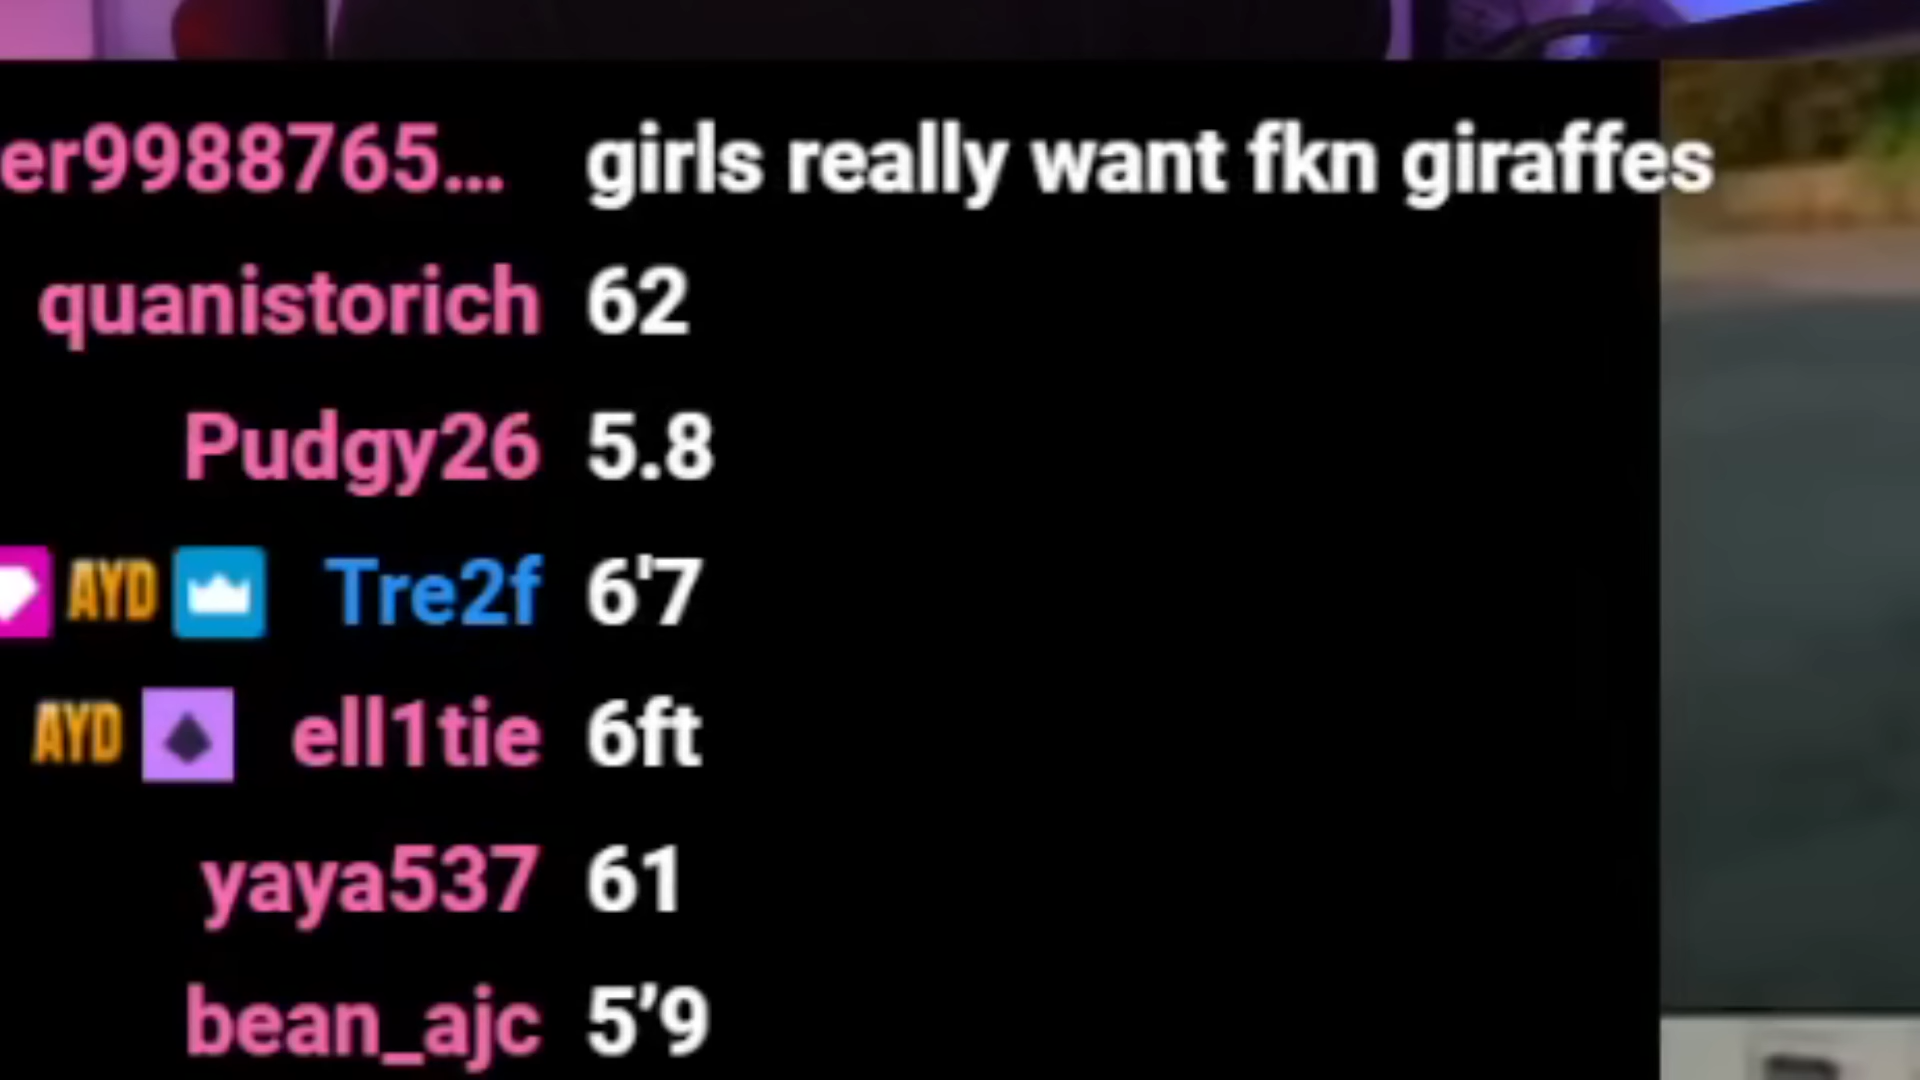 er9988765... girls really want fkn giraffes
quanistorich 62
Pudgy26 5.8
AYD Tre2f 6'7
AYD ell1tie 6ft
yaya537 61
bean_ajc 5’9